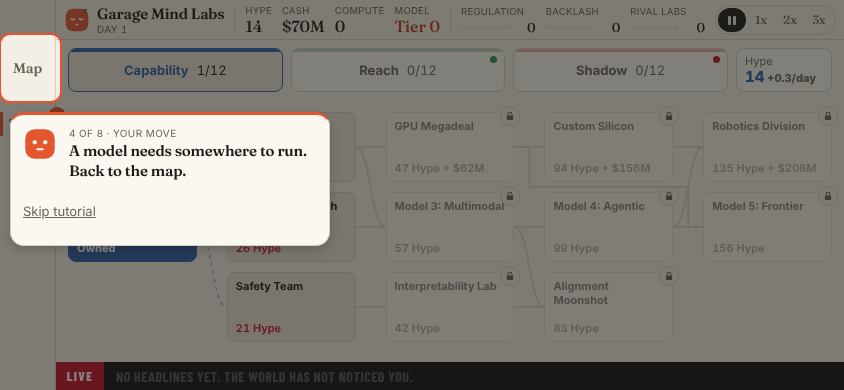 Garage Mind Labs
DAY 1
HYPE
14
CASH
$70M
COMPUTE
0
MODEL
Tier 0
REGULATION
0
BACKLASH
0
RIVAL LABS
0
1x
2x
3x
Map
Capability 1/12
Reach 0/12
Shadow 0/12
Hype
14 +0.3/day
4 OF 8 · YOUR MOVE
A model needs somewhere to run.
Back to the map.
Skip tutorial
GPU Megadeal
47 Hype + $62M
Custom Silicon
94 Hype + $156M
Robotics Division
135 Hype + $208M
Owned
26 Hype
Model 3: Multimodal
57 Hype
Model 4: Agentic
99 Hype
Model 5: Frontier
156 Hype
Safety Team
21 Hype
Interpretability Lab
42 Hype
Alignment
Moonshot
83 Hype
LIVE
NO HEADLINES YET. THE WORLD HAS NOT NOTICED YOU.